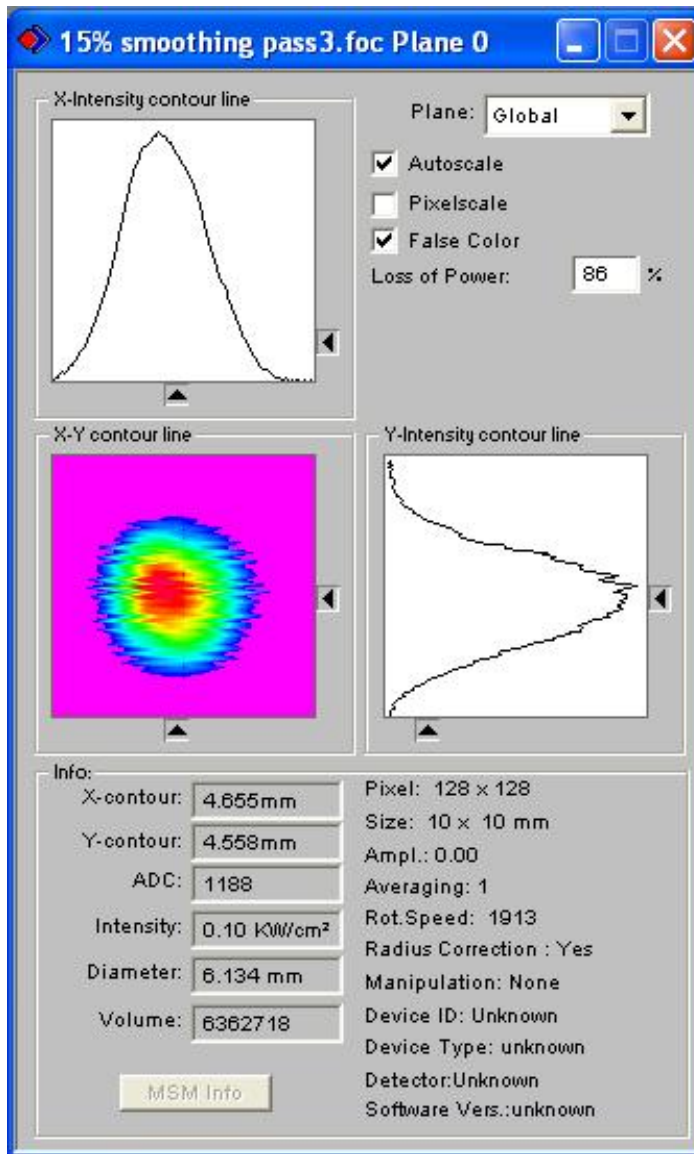 15% smoothing pass3.foc Plane 0
X-Intensity contour line
Plane: Global
Autoscale
Pixelscale
False Color
Loss of Power: 86 %
X-Y contour line
Y-Intensity contour line
Info:
X-contour: 4.655mm
Y-contour: 4.558mm
ADC: 1188
Intensity: 0.10 KW/cm²
Diameter: 6.134 mm
Volume: 6362718
MSM Info
Pixel: 128 x 128
Size: 10 x 10 mm
Ampl.: 0.00
Averaging: 1
Rot.Speed: 1913
Radius Correction : Yes
Manipulation: None
Device ID: Unknown
Device Type: unknown
Detector:Unknown
Software Vers.:unknown